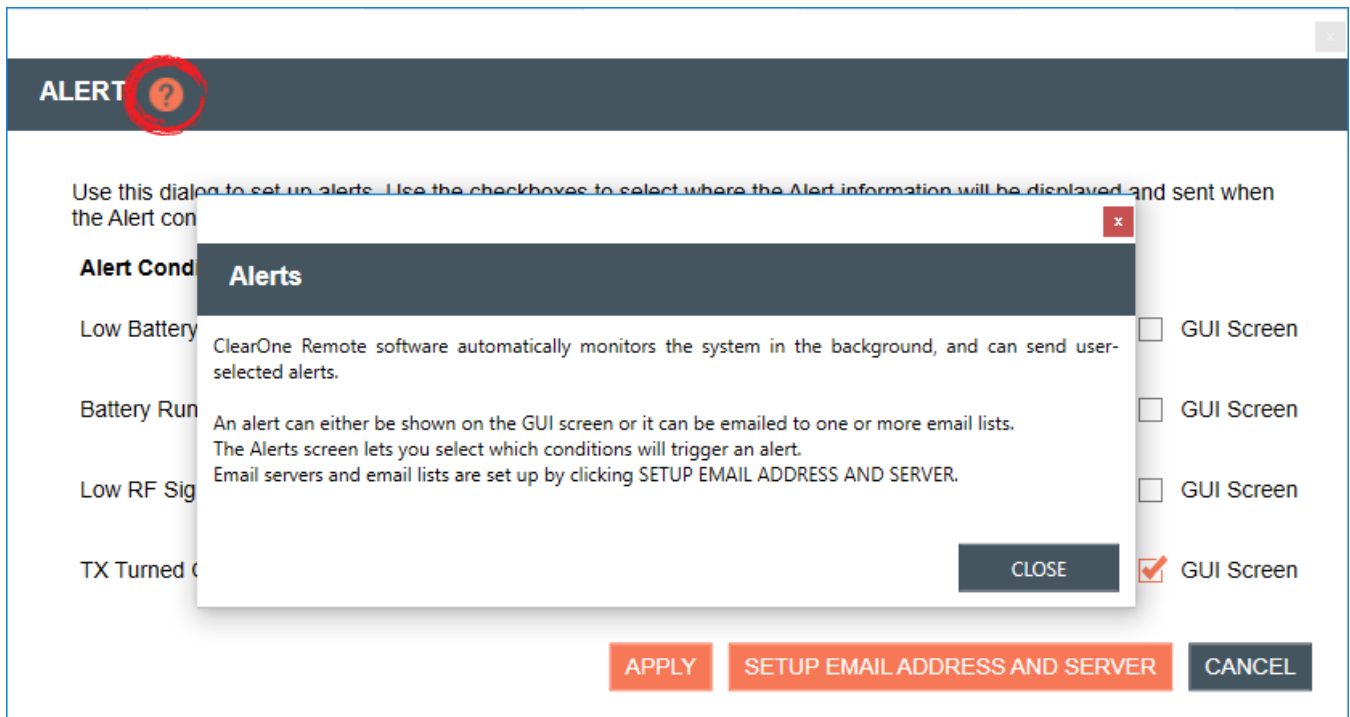 x
ALERT ?
Use this dialog to set up alerts. Use the checkboxes to select where the Alert information will be displayed and sent when
the Alert con
x
Alert Condi
Alerts
Low Battery
GUI Screen
ClearOne Remote software automatically monitors the system in the background, and can send user-
selected alerts.
Battery Run
GUI Screen
An alert can either be shown on the GUI screen or it can be emailed to one or more email lists.
The Alerts screen lets you select which conditions will trigger an alert.
Email servers and email lists are set up by clicking SETUP EMAIL ADDRESS AND SERVER.
Low RF Sig
GUI Screen
TX Turned
CLOSE
GUI Screen
APPLY
SETUP EMAIL ADDRESS AND SERVER
CANCEL